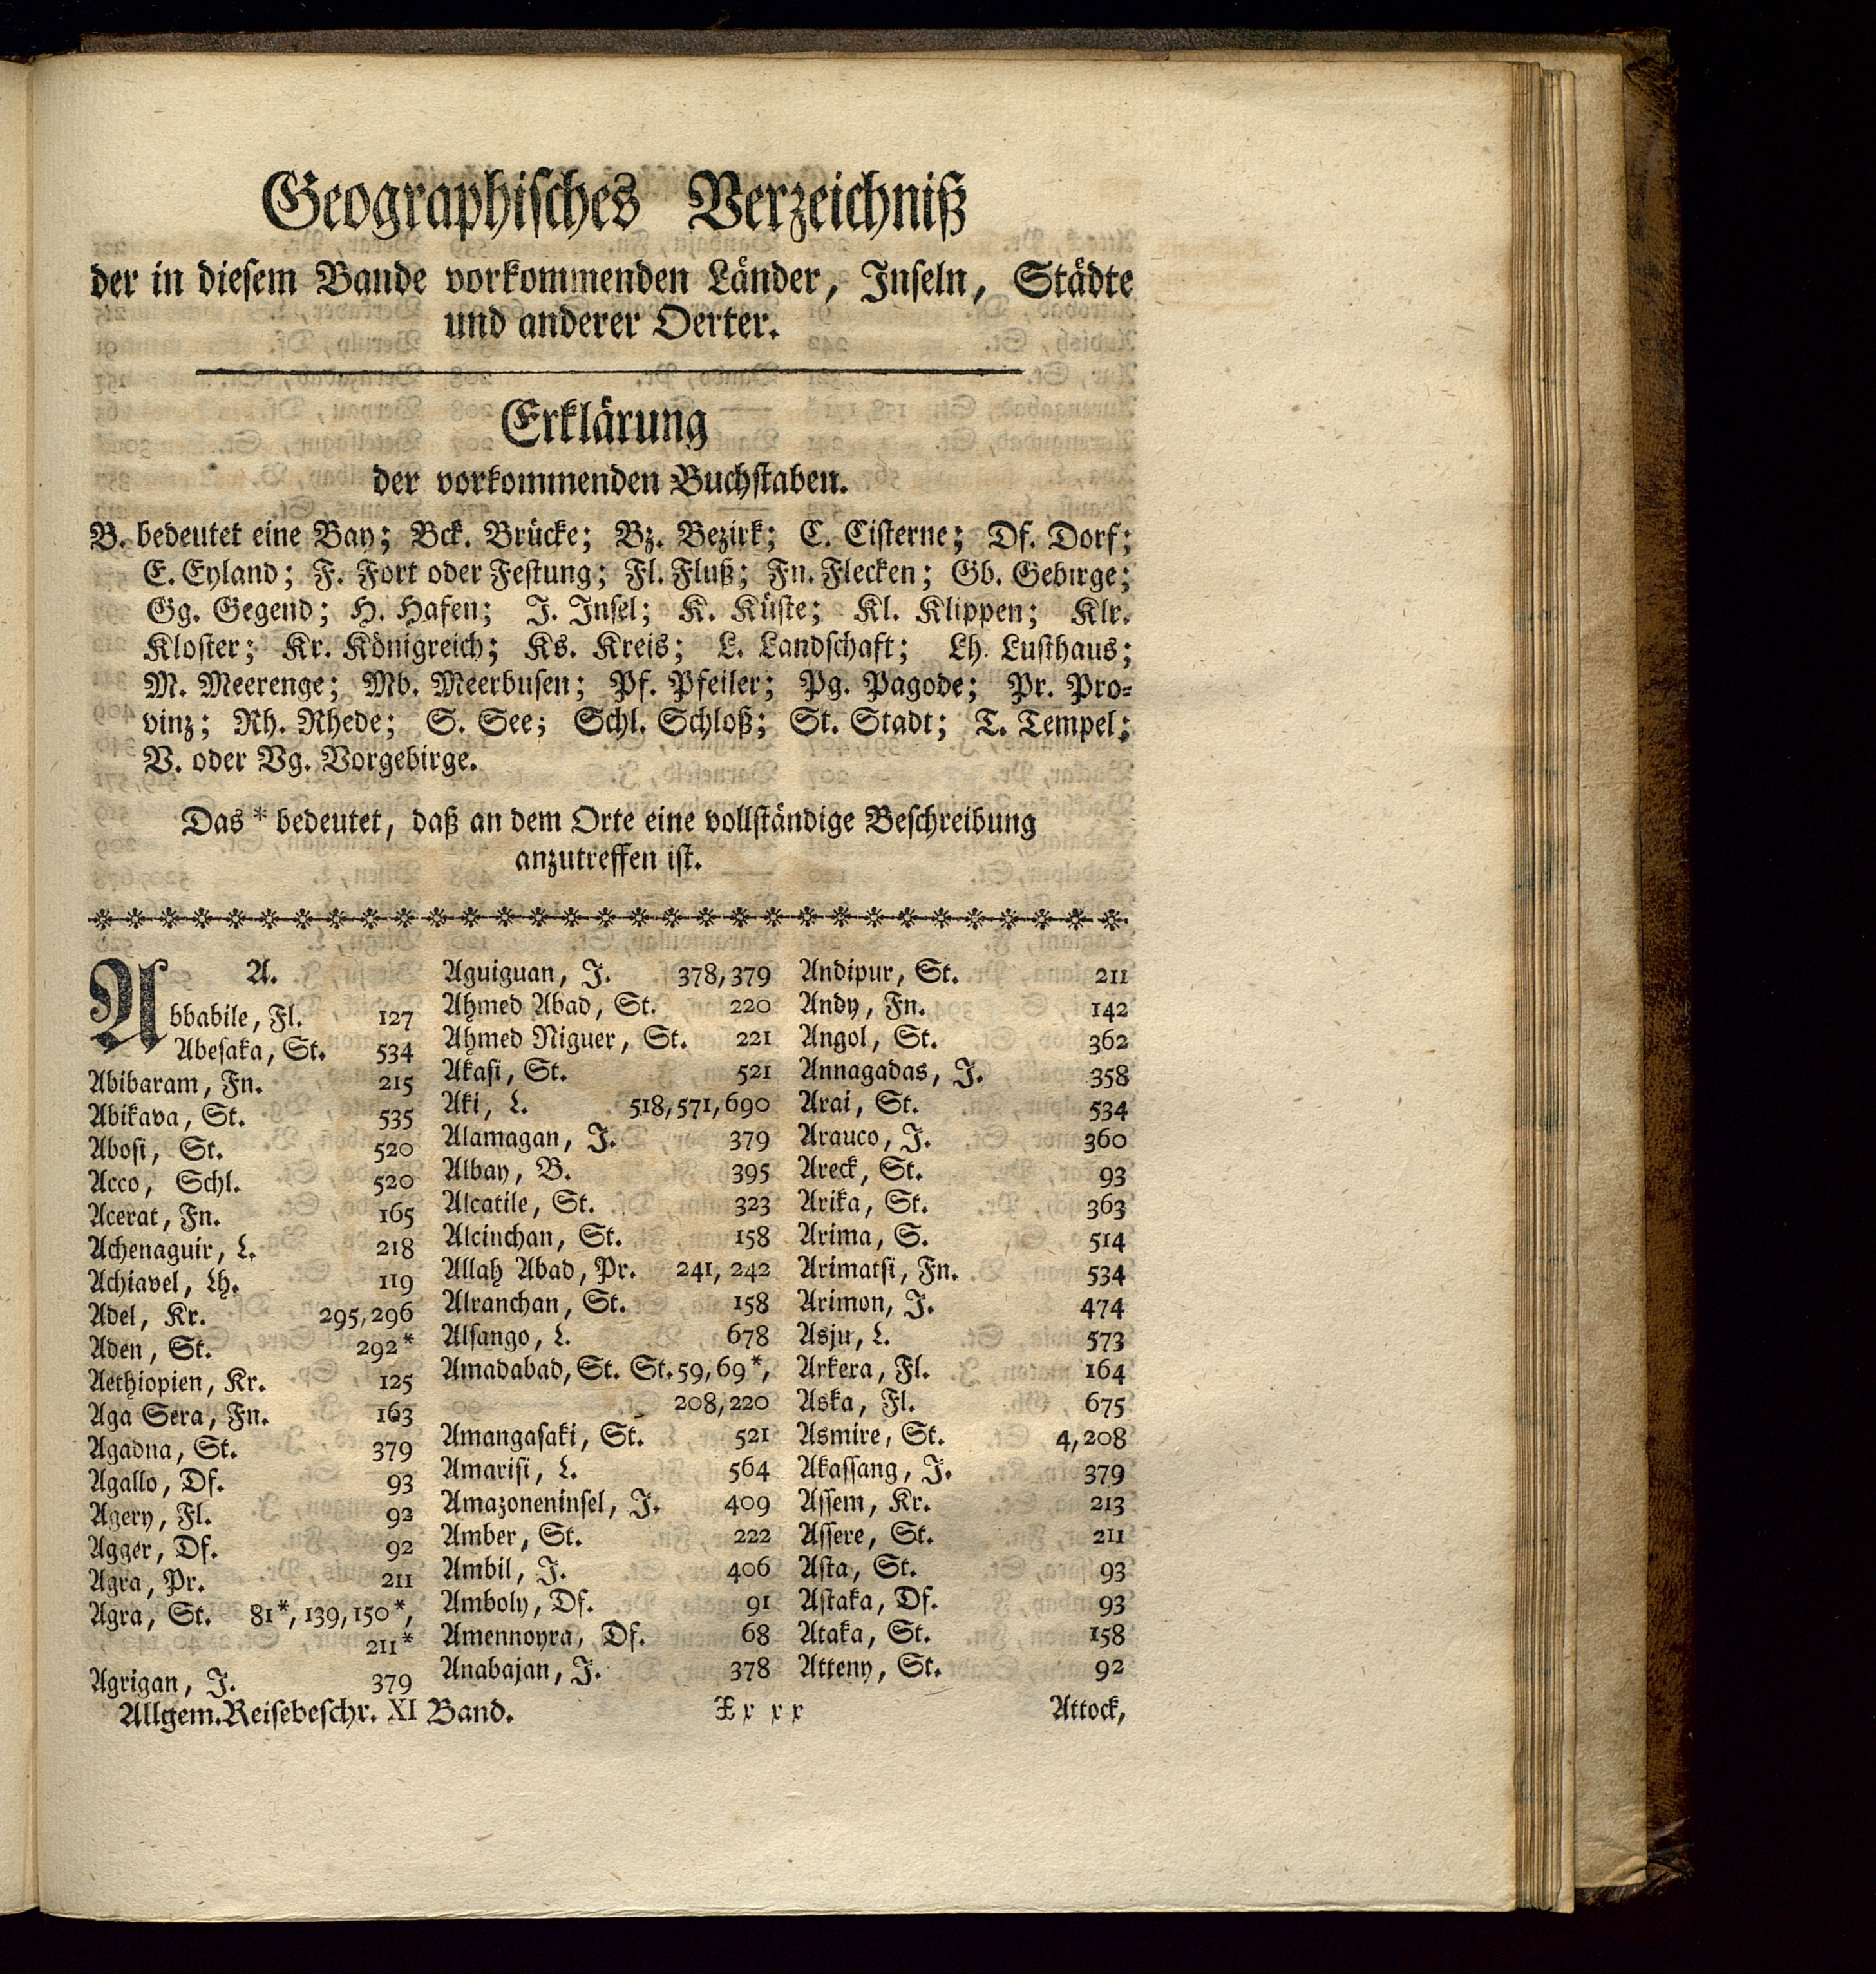 Geographisches Verzeichniß
der in diesem Bande vorkommenden Länder, Inseln, Städte
und anderer Oerter.
Erklärung
der vorkommenden Buchstaben.
B. bedeutet eine Bay; Bck. Brücke; Bz. Bezirk; C. Cisterne; Df. Dorf;
E. Eyland; F. Fort oder Festung; Fl. Fluß; Fn. Flecken; Gb. Gebirge;
Gg. Gegend; H. Hafen; J. Insel; K. Küste; Kl. Klippen; Klr.
Kloster; Kr. Königreich; Ks. Kreis; L. Landschaft; Lh. Lusthaus;
M. Meerenge; Mb. Meerbusen; Pf. Pfeiler; Pg. Pagode; Pr. Pro-
vinz; Rh. Rhede; S. See; Schl. Schloß; St. Stadt; T. Tempel;
V. oder Vg. Vorgebirge.
Das * bedeutet, daß an dem Orte eine vollständige Beschreibung
anzutreffen ist.
A.
Abbabile, Fl. 127
Abesaka, St. 534
Abibaram, Fn. 215
Abikava, St. 535
Abosi, St. 520
Acco, Schl. 520
Acerat, Fn. 165
Achenaguir, L. 218
Achiavel, Lh. 119
Adel, Kr. 295, 296
Aden, St. 292*
Aethiopien, Kr. 125
Aga Sera, Fn. 163
Agadna, St. 379
Agallo, Df. 93
Agery, Fl. 92
Agger, Df. 92
Agra, Pr. 211
Agra, St. 81*, 139, 150*,
211*
Agrigan, J. 379
Aguiguan, J. 378, 379
Ahmed Abad, St. 220
Ahmed Niguer, St. 221
Akasi, St. 521
Aki, L. 518, 571, 690
Alamagan, J. 379
Albay, B. 395
Alcatile, St. 323
Alcinchan, St. 158
Allah Abad, Pr. 241, 242
Alranchan, St. 158
Alsango, L. 678
Amadabad, St. St. 59, 69*,
208, 220
Amangasaki, St. 521
Amarisi, L. 564
Amazoneninsel, J. 409
Amber, St. 222
Ambil, J. 406
Amboly, Df. 91
Amennoyra, Df. 68
Anabajan, J. 378
Andipur, St. 211
Andy, Fn. 142
Angol, St. 362
Annagadas, J. 358
Arai, St. 534
Arauco, J. 360
Areck, St. 93
Arika, St. 363
Arima, S. 514
Arimatsi, Fn. 534
Arimon, J. 474
Asju, L. 573
Arkera, Fl. 164
Aska, Fl. 675
Asmire, St. 4, 208
Akassang, J. 379
Assem, Kr. 213
Assere, St. 211
Asta, St. 93
Astaka, Df. 93
Ataka, St. 158
Atteny, St. 92
Allgem. Reisebeschr. XI Band. Xx x x Attock,